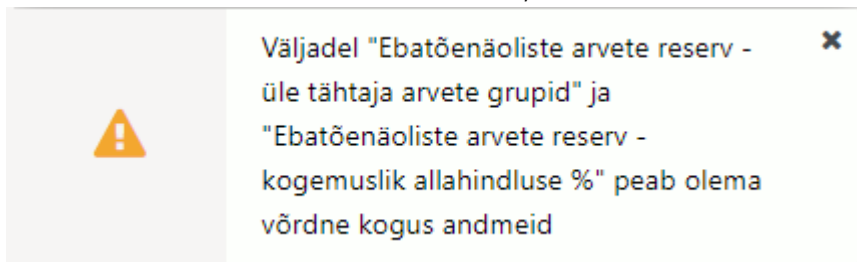 Väljadel "Ebatõenäoliste arvete reserv -
üle tähtaja arvete grupid" ja
"Ebatõenäoliste arvete reserv -
kogemuslik allahindluse %" peab olema
võrdne kogus andmeid